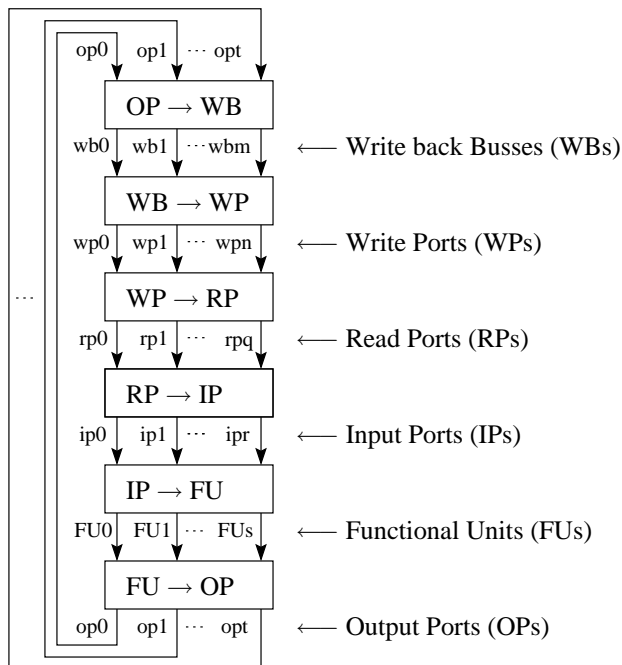 op0 op1 ··· opt
OP → WB
wb0 wb1 ··· wbm ← Write back Busses (WBs)
WB → WP
wp0 wp1 ··· wpn ← Write Ports (WPs)
...
WP → RP
rp0 rp1 ··· rpq ← Read Ports (RPs)
RP → IP
ip0 ip1 ··· ipr ← Input Ports (IPs)
IP → FU
FU0 FU1 ··· FUs ← Functional Units (FUs)
FU → OP
op0 op1 ··· opt ← Output Ports (OPs)